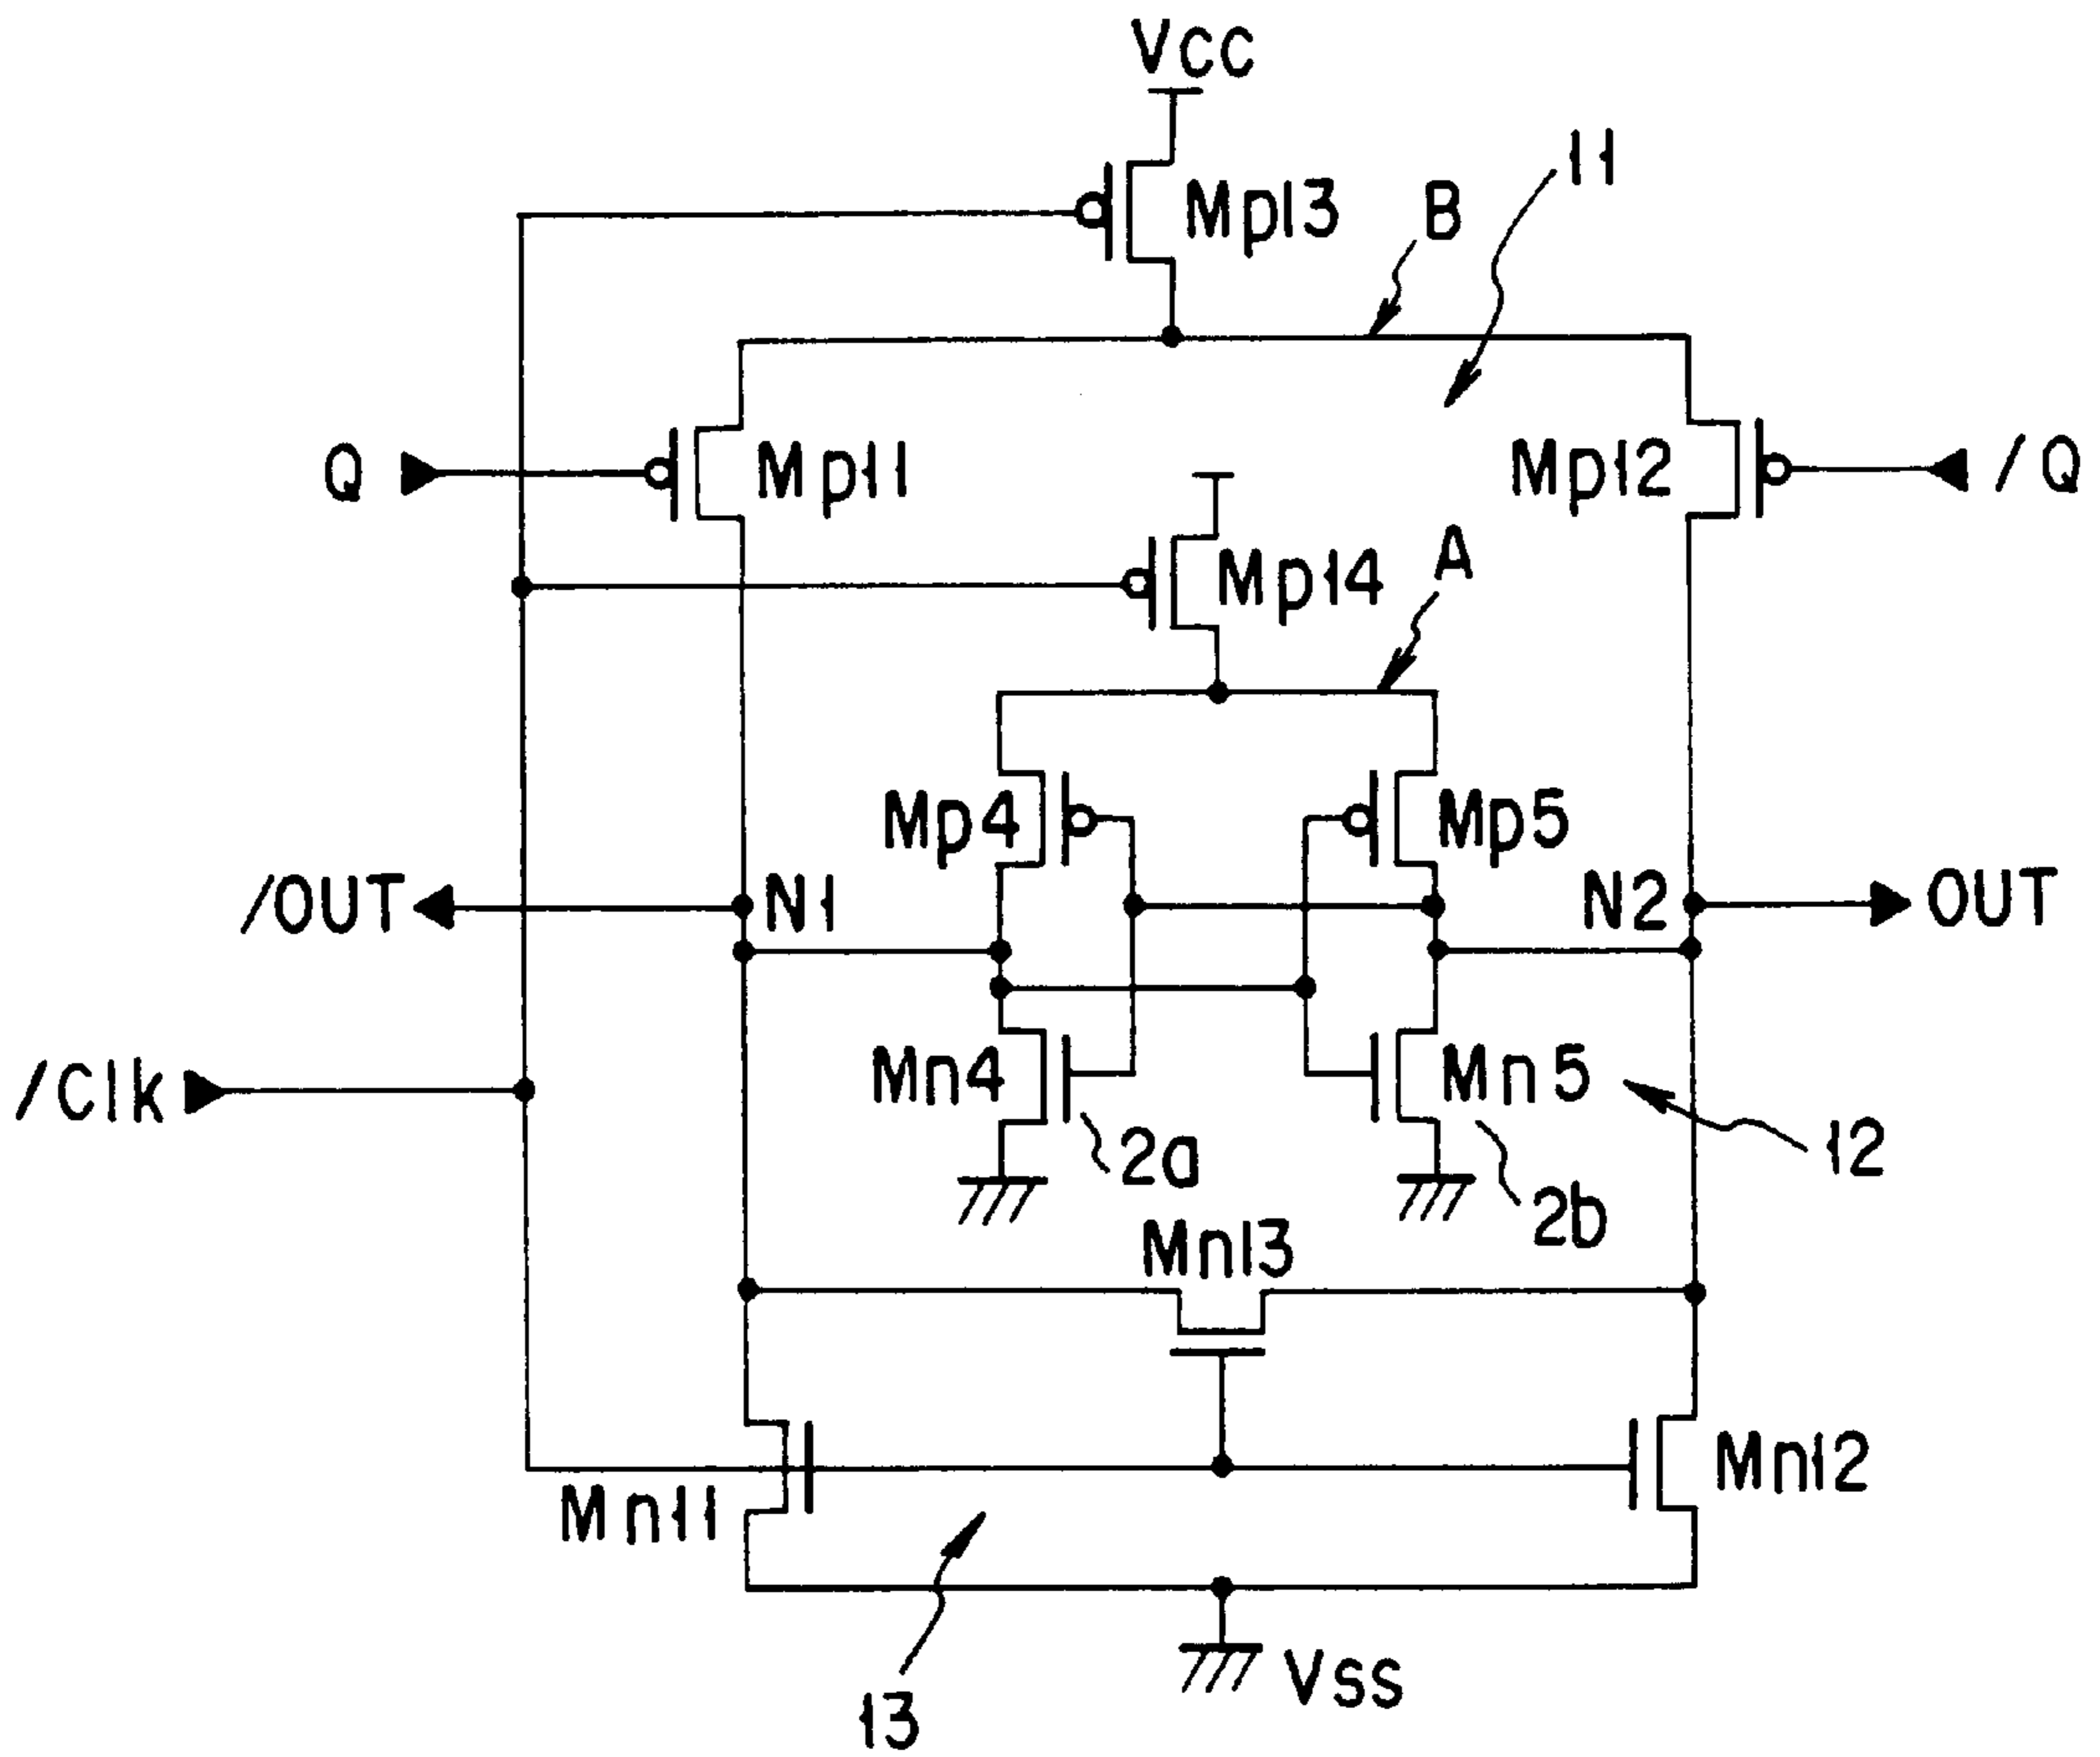 Vcc
11
Mp13
B
Q
Mp11
Mp12
/Q
Mp14
A
Mp4
Mp5
/OUT
N1
N2
OUT
/Clk
Mn4
Mn5
2a
12
2b
Mn13
Mn11
Mn12
13
Vss